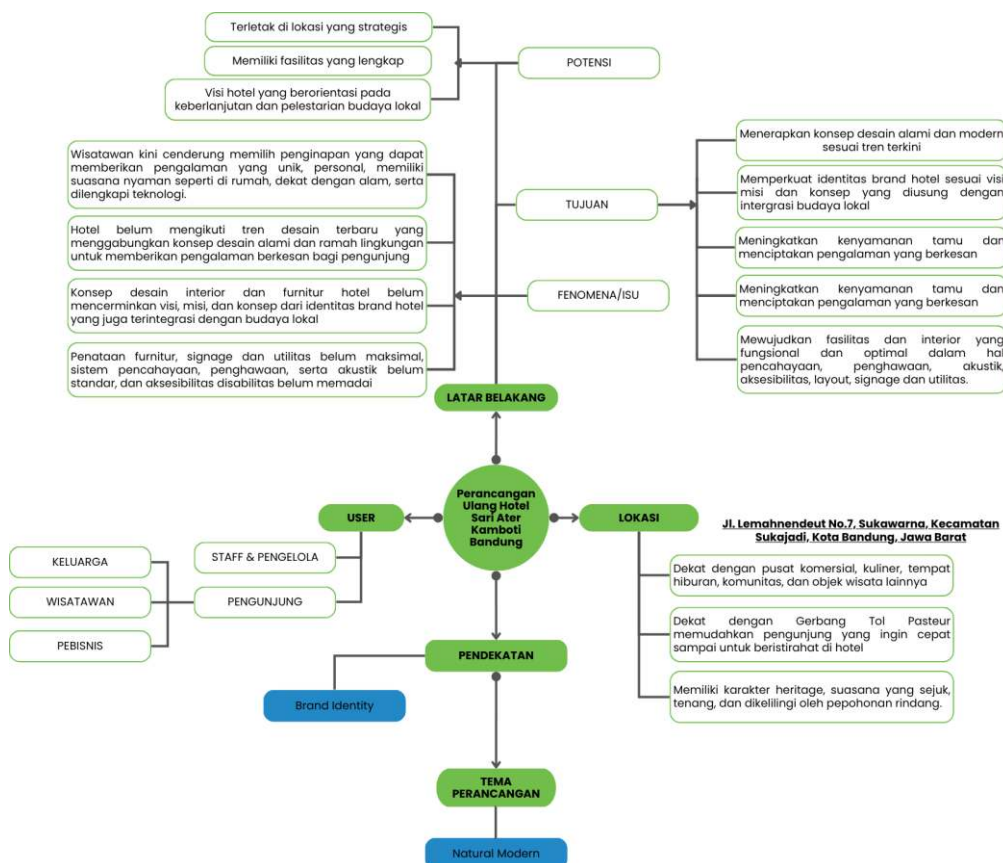 Terletak di lokasi yang strategis
Memiliki fasilitas yang lengkap
Visi hotel yang berorientasi pada
keberlanjutan dan pelestarian budaya lokal
POTENSI
Wisatawan kini cenderung memilih penginapan yang dapat
memberikan pengalaman yang unik, personal, memiliki
suasana nyaman seperti di rumah, dekat dengan alam, serta
dilengkapi teknologi.
Hotel belum mengikuti tren desain terbaru yang
menggabungkan konsep desain alami dan ramah lingkungan
untuk memberikan pengalaman berkesan bagi pengunjung
Konsep desain interior dan furnitur hotel belum
mencerminkan visi, misi, dan konsep dari identitas brand hotel
yang juga terintegrasi dengan budaya lokal
Penataan furnitur, signage dan utilitas belum maksimal,
sistem pencahayaan, penghawaan, serta akustik belum
standar, dan aksesibilitas disabilitas belum memadai
TUJUAN
FENOMENA/ISU
Menerapkan konsep desain alami dan modern
sesuai tren terkini
Memperkuat identitas brand hotel sesuai visi
misi dan konsep yang diusung dengan
intergrasi budaya lokal
Meningkatkan kenyamanan tamu dan
menciptakan pengalaman yang berkesan
Meningkatkan kenyamanan tamu dan
menciptakan pengalaman yang berkesan
Mewujudkan fasilitas dan interior yang
fungsional dan optimal dalam hal
pencahayaan, penghawaan, akustik,
aksesibilitas, layout, signage dan utilitas.
LATAR BELAKANG
Perancangan
Ulang Hotel
Sari Ater
Kamboti
Bandung
USER
STAFF & PENGELOLA
PENGUNJUNG
KELUARGA
WISATAWAN
PEBISNIS
LOKASI
Jl. Lemahnendeut No.7, Sukawarna, Kecamatan
Sukajadi, Kota Bandung, Jawa Barat
Dekat dengan pusat komersial, kuliner, tempat
hiburan, komunitas, dan objek wisata lainnya
Dekat dengan Gerbang Tol Pasteur
memudahkan pengunjung yang ingin cepat
sampai untuk beristirahat di hotel
Memiliki karakter heritage, suasana yang sejuk,
tenang, dan dikelilingi oleh pepohonan rindang.
PENDEKATAN
Brand Identity
TEMA
PERANCANGAN
Natural Modern